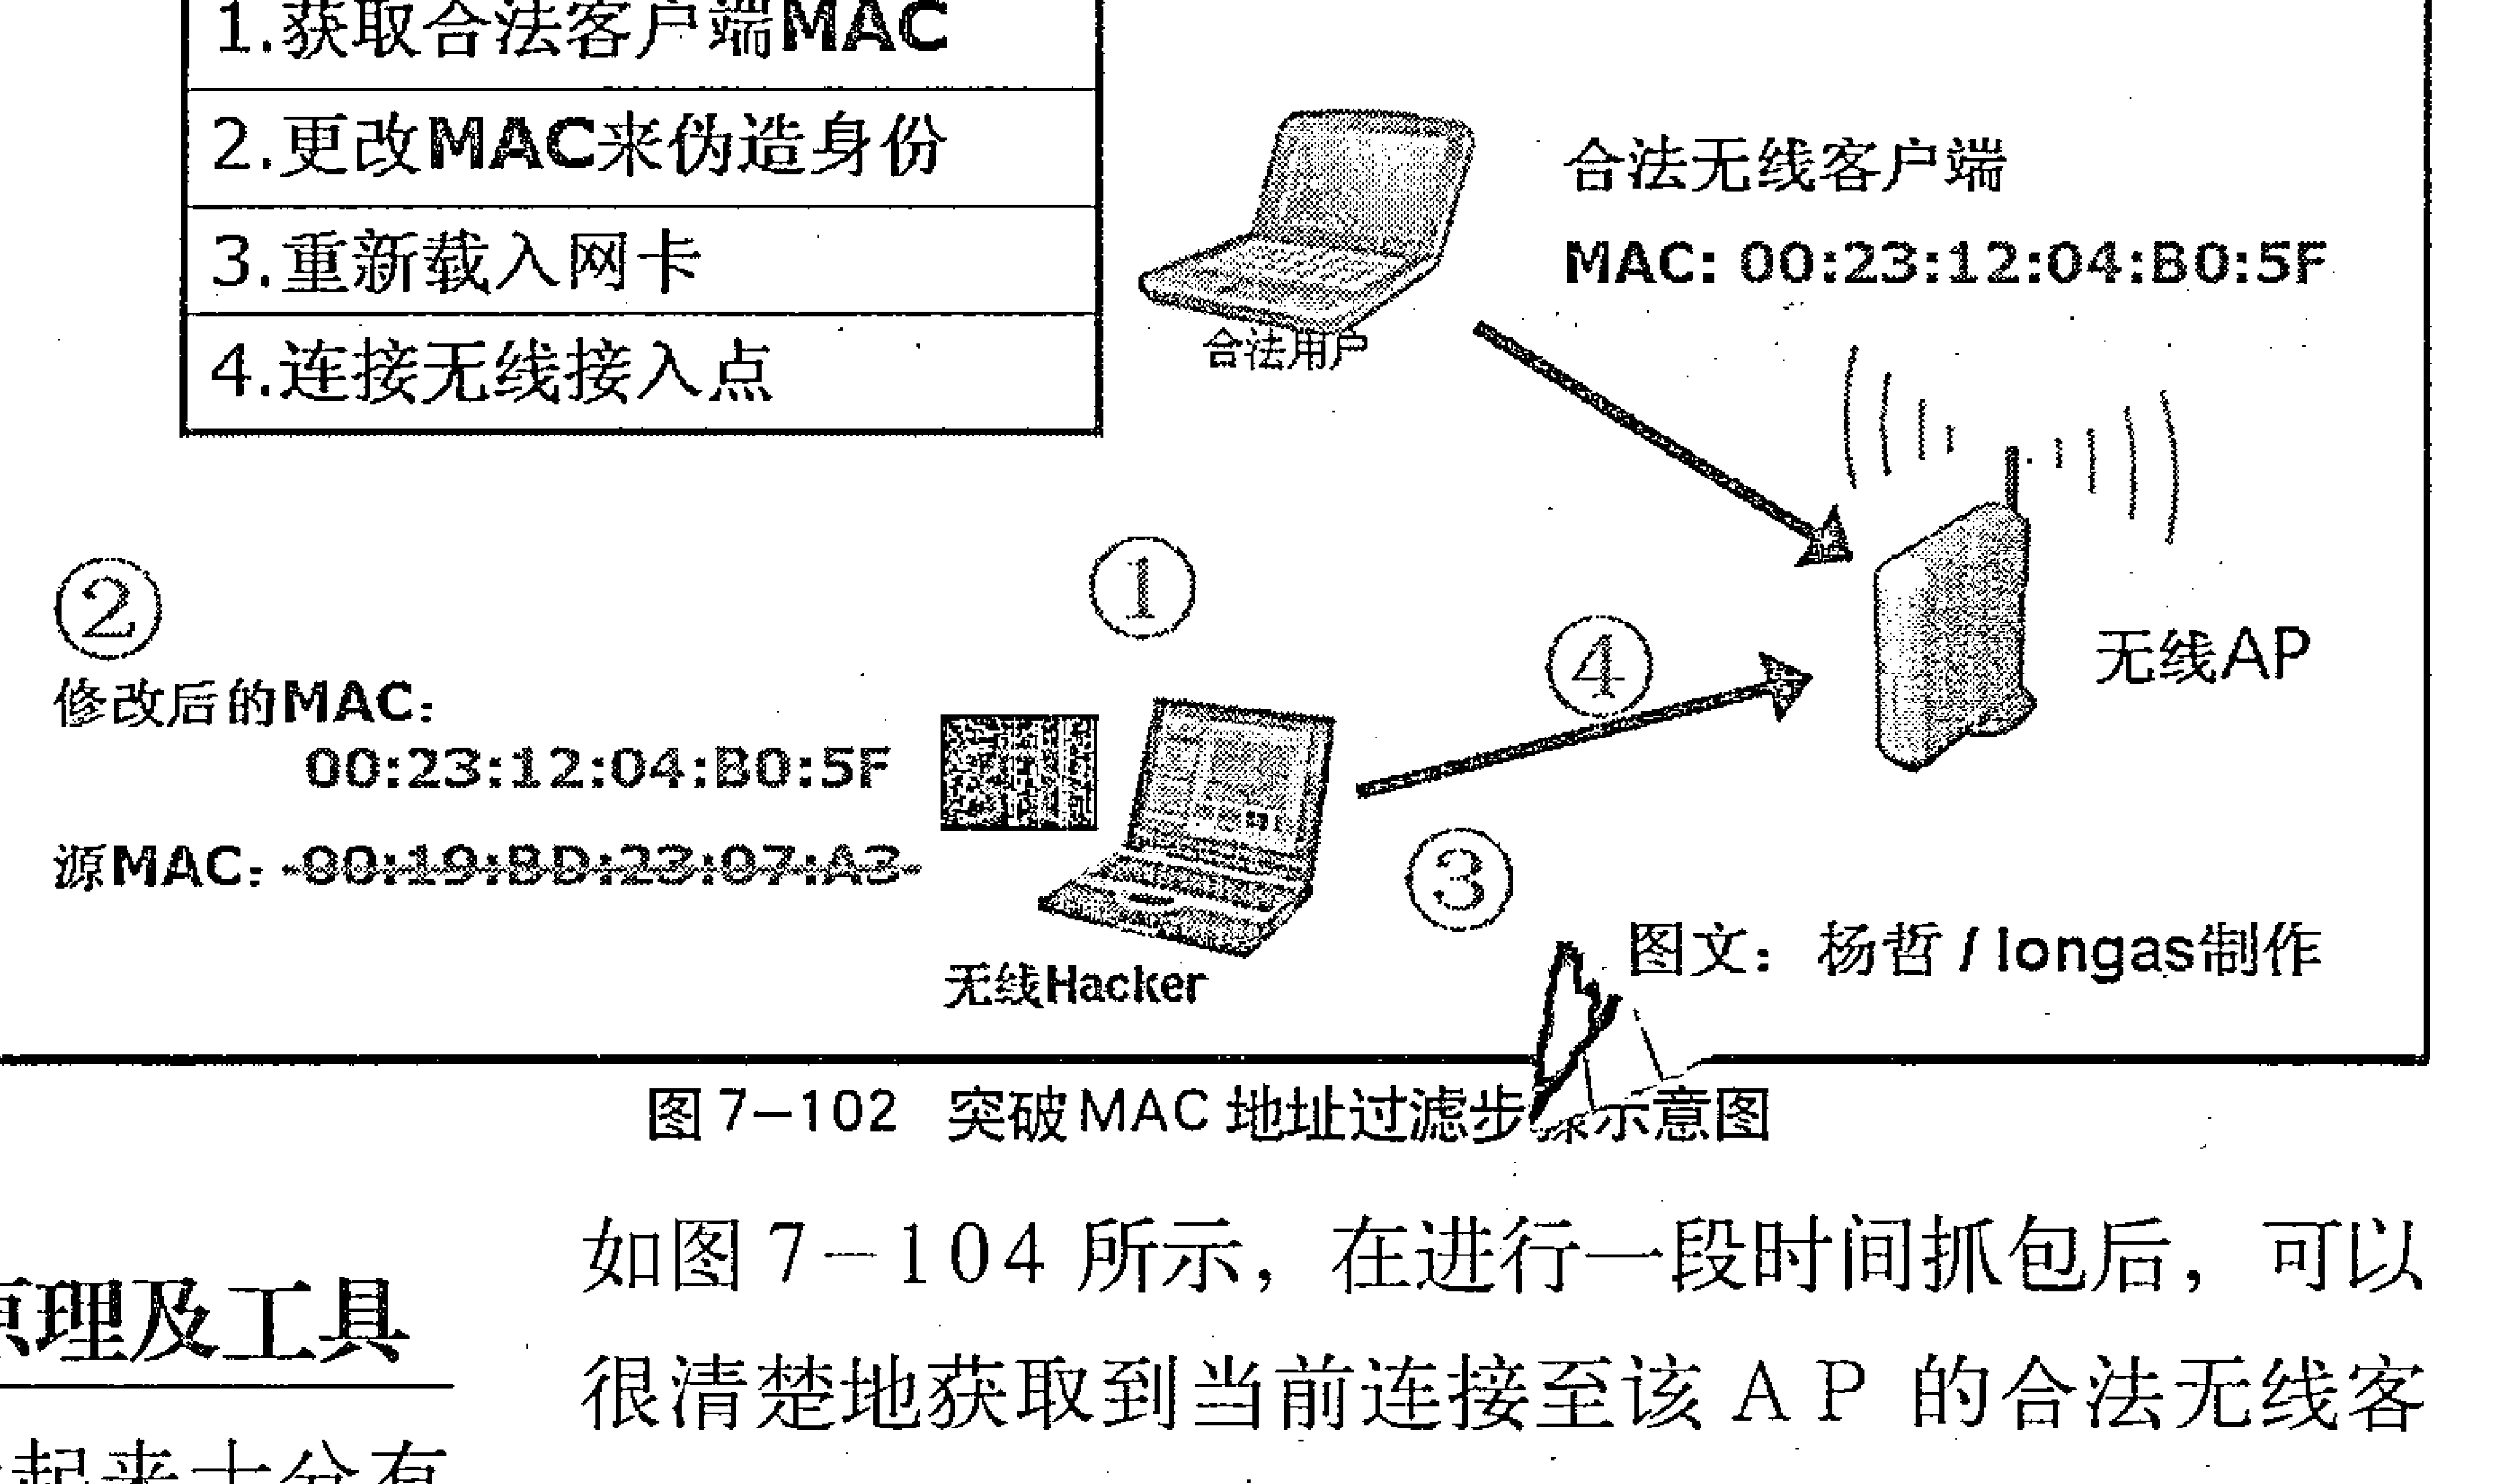 1.获取合法客户端MAC
2.更改MAC来伪造身份
3.重新载入网卡
4.连接无线接入点
合法无线客户端
MAC: 00:23:12:04:B0:5F
合法用户
①
②
④
无线AP
修改后的MAC:
00:23:12:04:B0:5F
源MAC: 00:19:BD:23:07:A3
③
无线Hacker
图文: 杨哲 / longas制作
图 7-102 突破MAC 地址过滤步骤示意图
理及工具
起来十分有
如图 7-104 所示，在进行一段时间抓包后，可以
很清楚地获取到当前连接至该 AP 的合法无线客